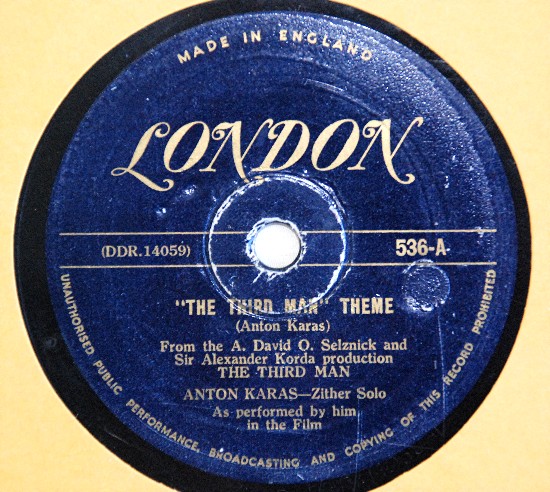 MADE IN ENGLAND
LONDON
(DDR.14059)
536-A
"THE THIRD MAN" THEME
(Anton Karas)
From the A. David O. Selznick and
Sir Alexander Korda production
THE THIRD MAN
ANTON KARAS—Zither Solo
As performed by him
in the Film
UNAUTHORISED PUBLIC PERFORMANCE, BROADCASTING AND COPYING OF THIS RECORD PROHIBITED